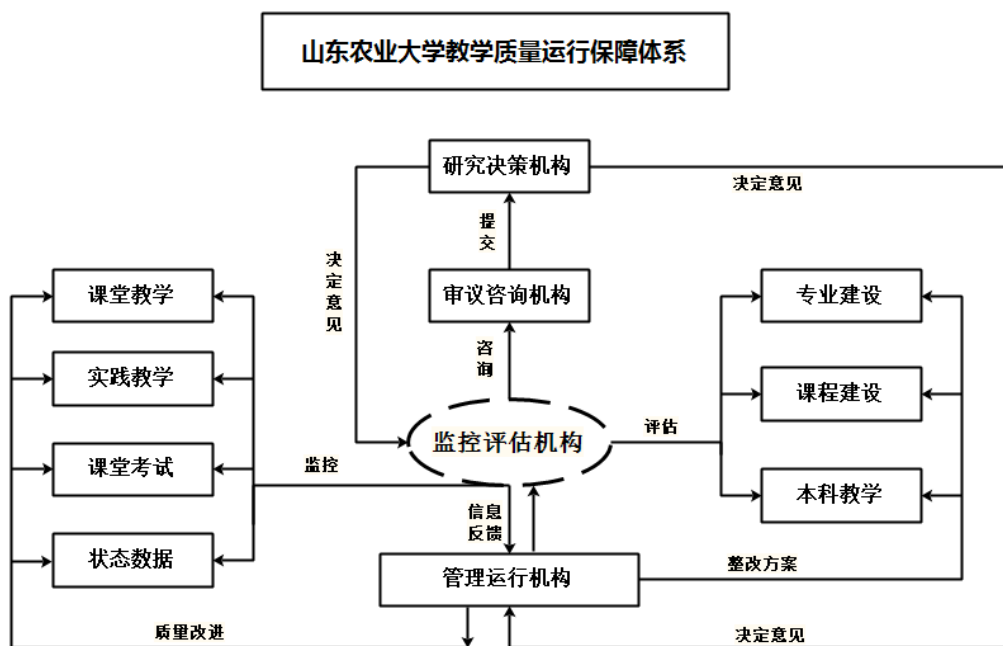 山东农业大学教学质量运行保障体系
研究决策机构
决定意见
提交
决定意见
课堂教学
审议咨询机构
专业建设
咨询
实践教学
课程建设
监控评估机构
评估
课堂考试
监控
本科教学
信息
反馈
状态数据
管理运行机构
整改方案
质量改进
决定意见